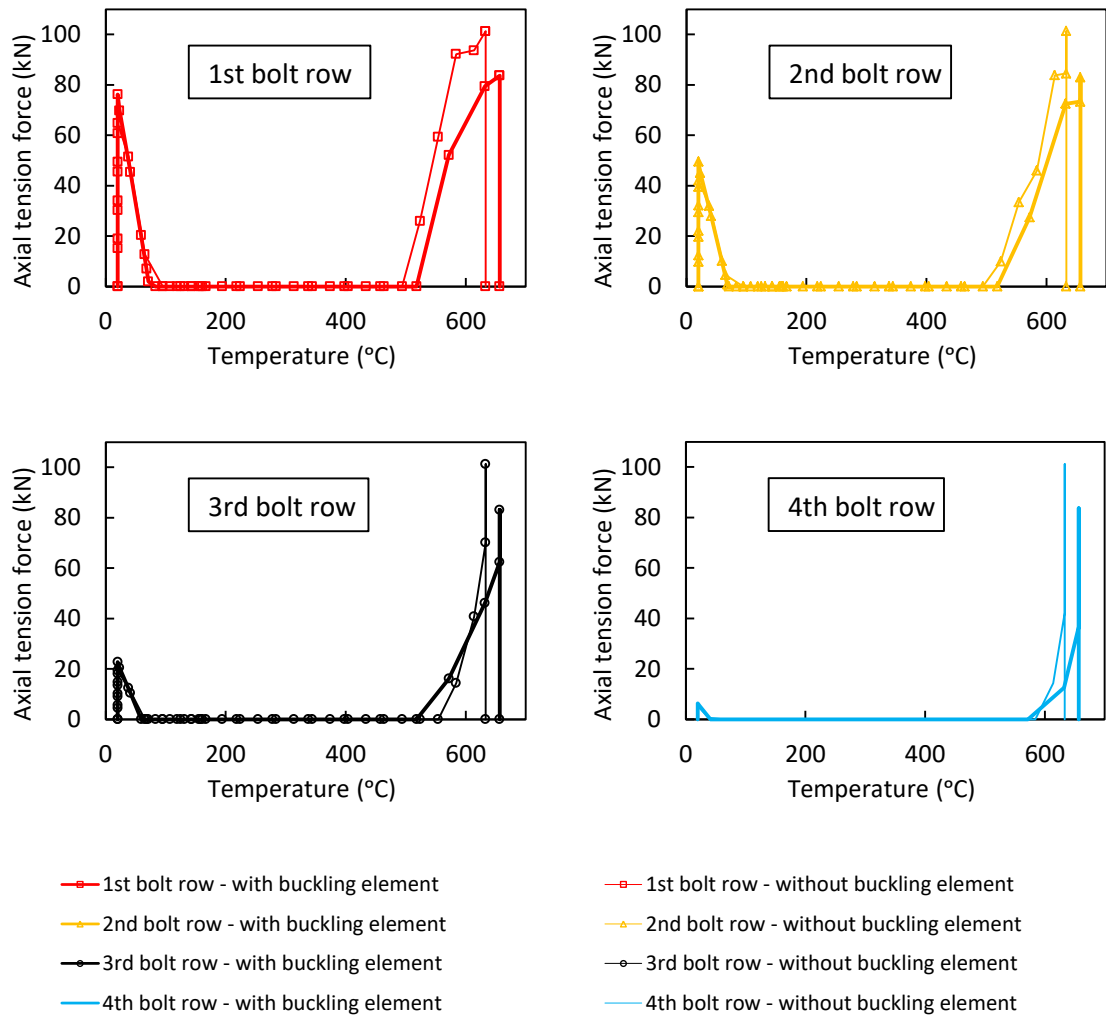 Axial tension force (kN)
100
80
60
40
20
0
1st bolt row
0 200 400 600
Temperature (°C)
Axial tension force (kN)
100
80
60
40
20
0
2nd bolt row
0 200 400 600
Temperature (°C)
Axial tension force (kN)
100
80
60
40
20
0
3rd bolt row
0 200 400 600
Temperature (°C)
Axial tension force (kN)
100
80
60
40
20
0
4th bolt row
0 200 400 600
Temperature (°C)
1st bolt row - with buckling element
2nd bolt row - with buckling element
3rd bolt row - with buckling element
4th bolt row - with buckling element
1st bolt row - without buckling element
2nd bolt row - without buckling element
3rd bolt row - without buckling element
4th bolt row - without buckling element